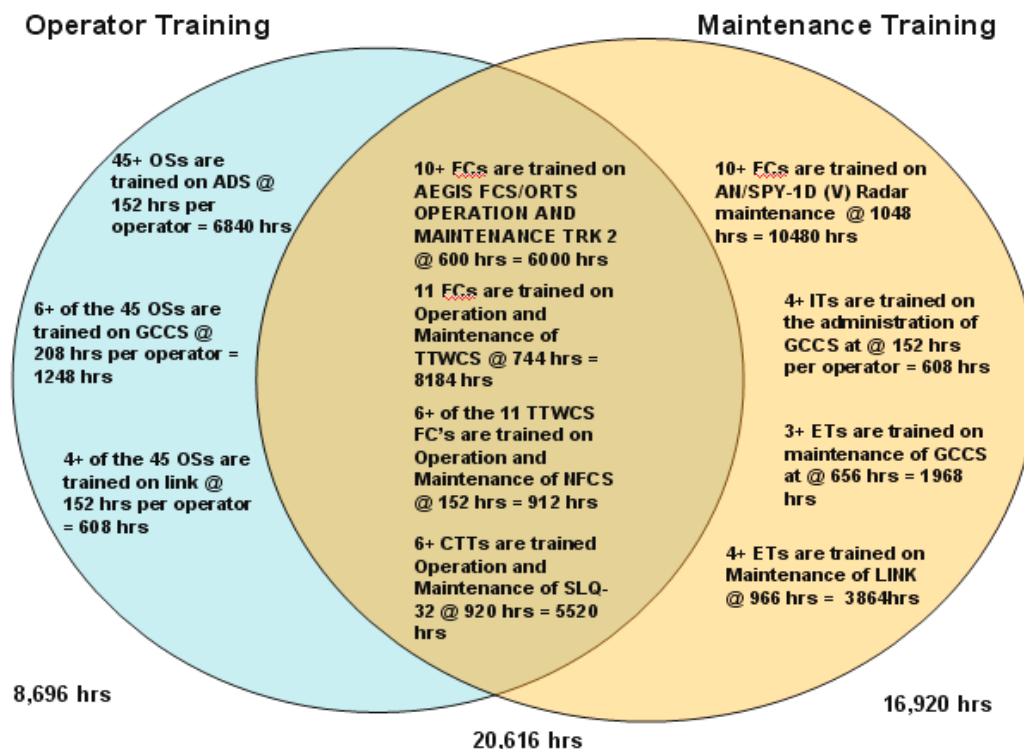 Operator Training
Maintenance Training
45+ OSs are
trained on ADS @
152 hrs per
operator = 6840 hrs
6+ of the 45 OSs are
trained on GCCS @
208 hrs per operator =
1248 hrs
4+ of the 45 OSs are
trained on link @
152 hrs per operator
= 608 hrs
10+ FCs are trained on
AEGIS FCS/ORTS
OPERATION AND
MAINTENANCE TRK 2
@ 600 hrs = 6000 hrs
11 FCs are trained on
Operation and
Maintenance of
TTWCS @ 744 hrs =
8184 hrs
6+ of the 11 TTWCS
FC's are trained on
Operation and
Maintenance of NFCS
@ 152 hrs = 912 hrs
6+ CTTs are trained
Operation and
Maintenance of SLQ-
32 @ 920 hrs = 5520
hrs
10+ FCs are trained on
AN/SPY-1D (V) Radar
maintenance @ 1048
hrs = 10480 hrs
4+ ITs are trained on
the administration of
GCCS at @ 152 hrs
per operator = 608 hrs
3+ ETs are trained on
maintenance of GCCS
at @ 656 hrs = 1968
hrs
4+ ETs are trained on
Maintenance of LINK
@ 966 hrs = 3864hrs
8,696 hrs
20,616 hrs
16,920 hrs